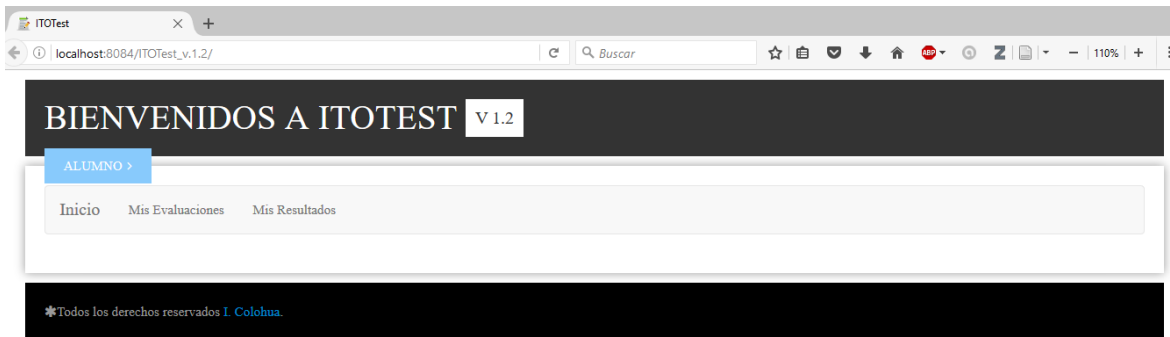 ITOTest
localhost:8084/ITOTest_v.1.2/
Buscar
ABP
Z
110%
BIENVENIDOS A ITOTEST V 1.2
ALUMNO >
Inicio Mis Evaluaciones Mis Resultados
✱Todos los derechos reservados I. Colohua.